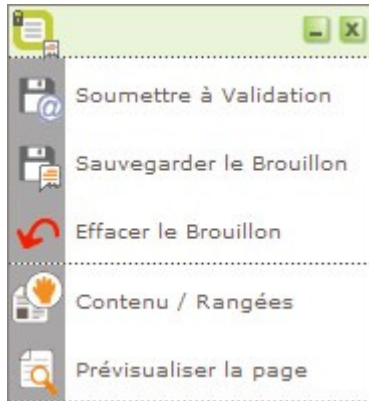 Soumettre à Validation
Sauvegarder le Brouillon
Effacer le Brouillon
Contenu / Rangées
Prévisualiser la page